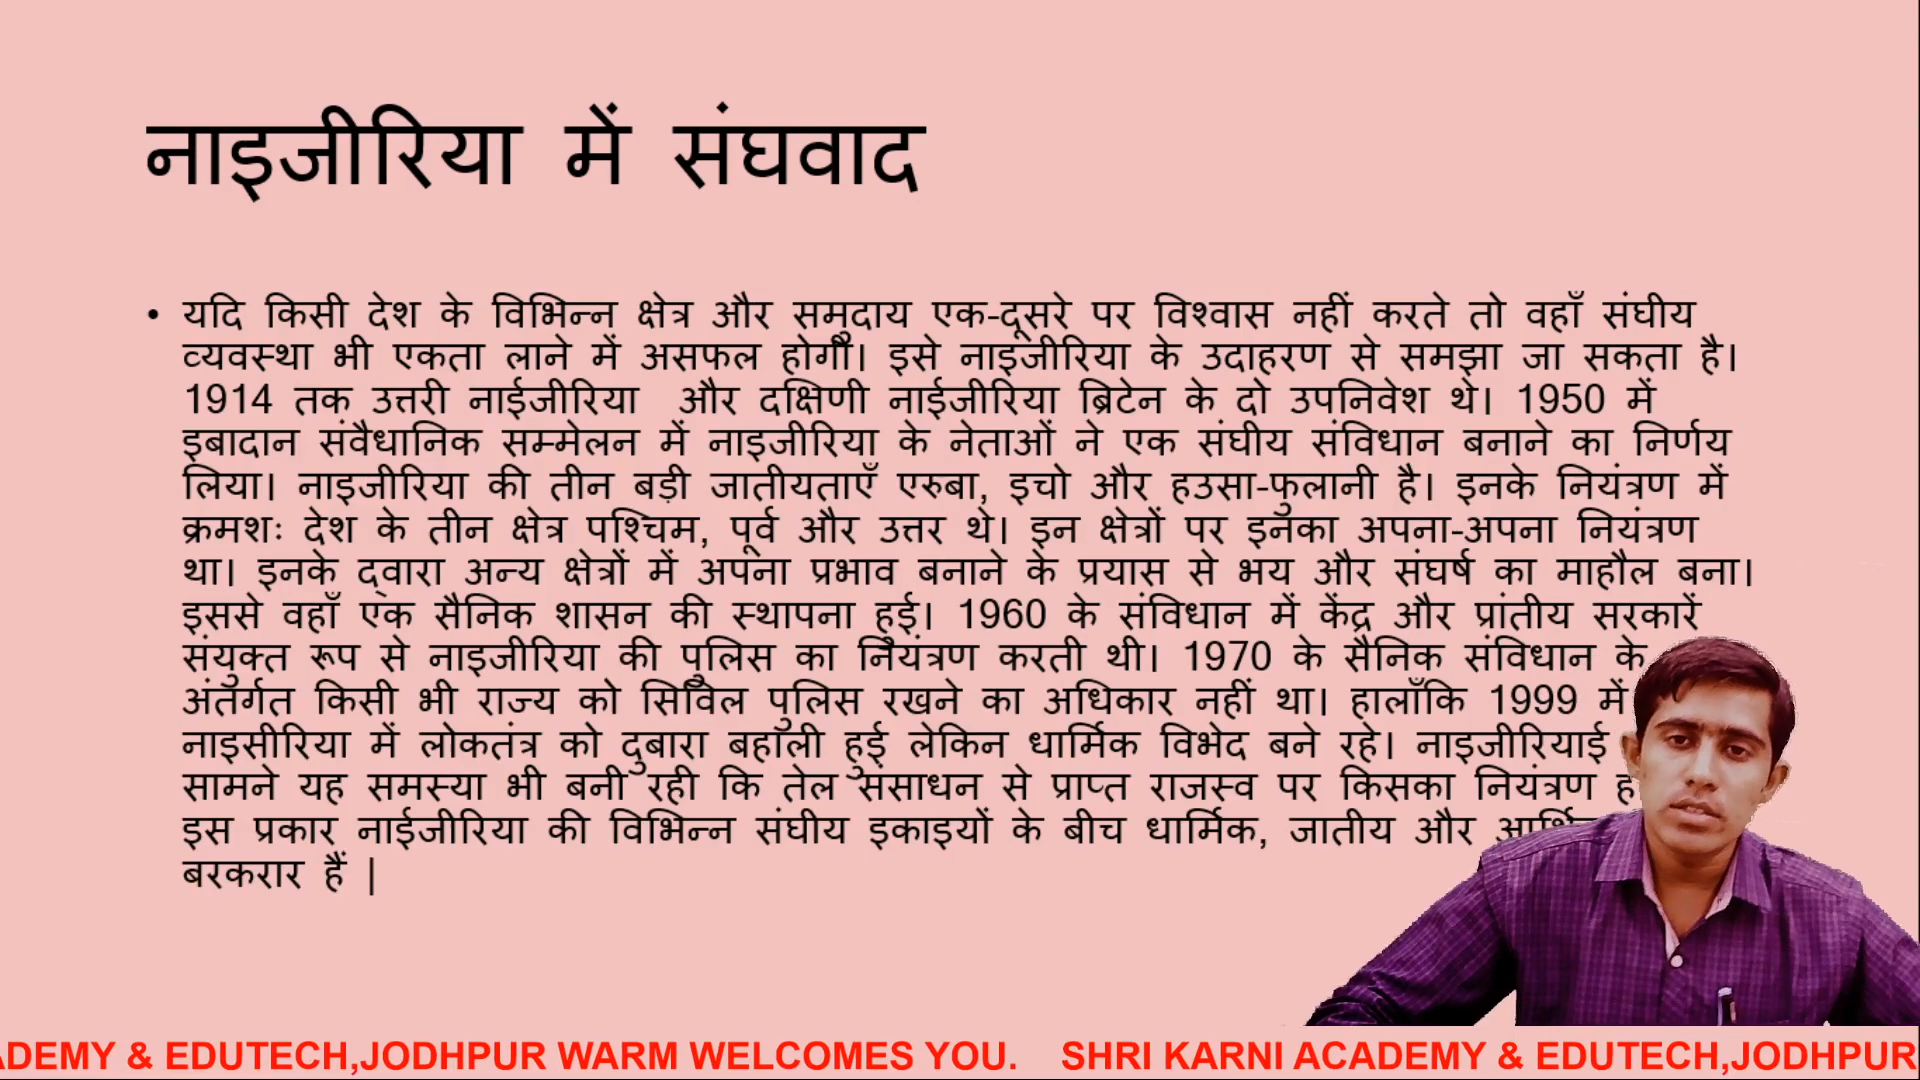 नाइजीरिया में संघवाद
• यदि किसी देश के विभिन्न क्षेत्र और समुदाय एक-दूसरे पर विश्वास नहीं करते तो वहाँ संघीय
व्यवस्था भी एकता लाने में असफल होगी। इसे नाइजीरिया के उदाहरण से समझा जा सकता है।
1914 तक उत्तरी नाईजीरिया और दक्षिणी नाईजीरिया ब्रिटेन के दो उपनिवेश थे। 1950 में
इबादान संवैधानिक सम्मेलन में नाइजीरिया के नेताओं ने एक संघीय संविधान बनाने का निर्णय
लिया। नाइजीरिया की तीन बड़ी जातीयताएँ एरुबा, इचो और हउसा-फुलानी है। इनके नियंत्रण में
क्रमशः देश के तीन क्षेत्र पश्चिम, पूर्व और उत्तर थे। इन क्षेत्रों पर इनका अपना-अपना नियंत्रण
था। इनके द्वारा अन्य क्षेत्रों में अपना प्रभाव बनाने के प्रयास से भय और संघर्ष का माहौल बना।
इससे वहाँ एक सैनिक शासन की स्थापना हुई। 1960 के संविधान में केंद्र और प्रांतीय सरकारें
संयुक्त रूप से नाइजीरिया की पुलिस का नियंत्रण करती थी। 1970 के सैनिक संविधान के
अंतर्गत किसी भी राज्य को सिविल पुलिस रखने का अधिकार नहीं था। हालाँकि 1999 में
नाइसीरिया में लोकतंत्र को दुबारा बहाली हुई लेकिन धार्मिक विभेद बने रहे। नाइजीरियाई
सामने यह समस्या भी बनी रही कि तेल संसाधन से प्राप्त राजस्व पर किसका नियंत्रण
इस प्रकार नाईजीरिया की विभिन्न संघीय इकाइयों के बीच धार्मिक, जातीय और
बरकरार हैं |
ADEMY & EDUTECH,JODHPUR WARM WELCOMES YOU. SHRI KARNI ACADEMY & EDUTECH,JODHPUR